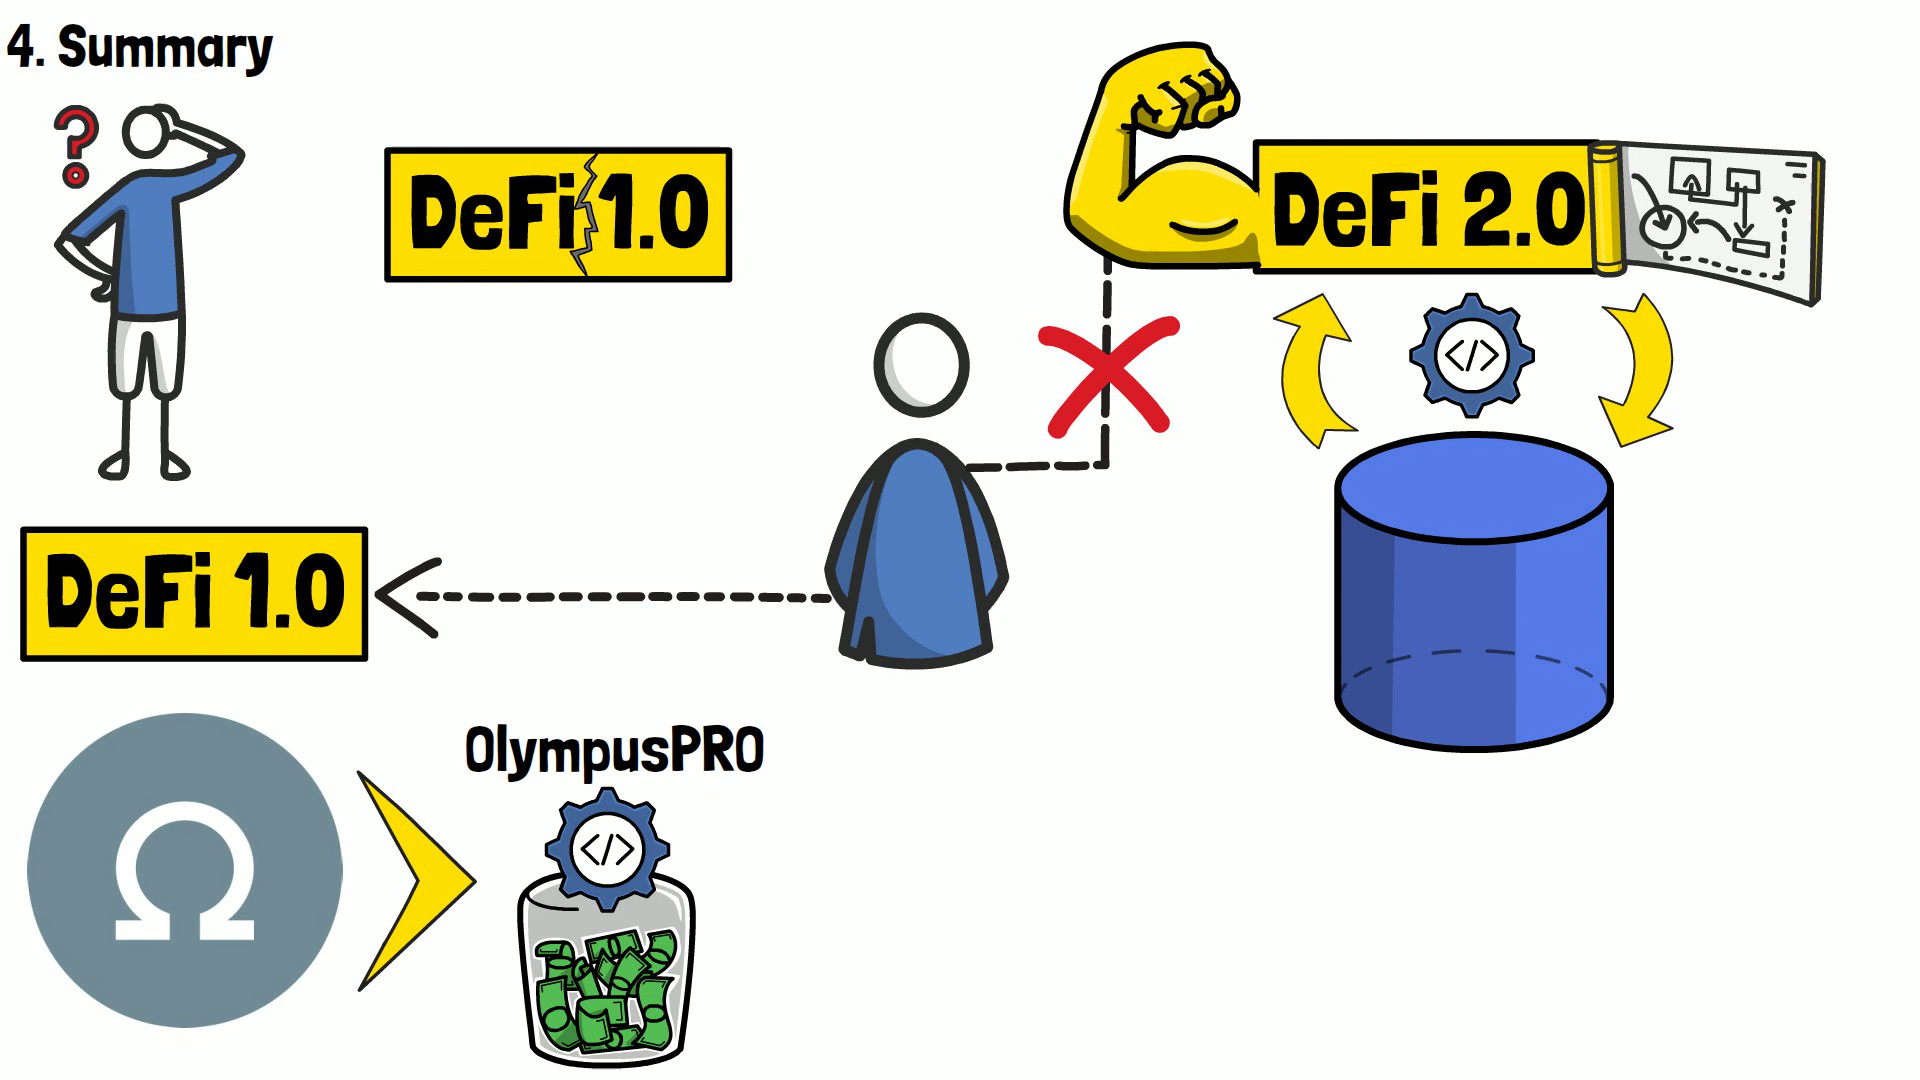 4. Summary
?
DeFi 1.0
DeFi 2.0
DeFi 1.0
OlympusPRO
Ω
</>
</>